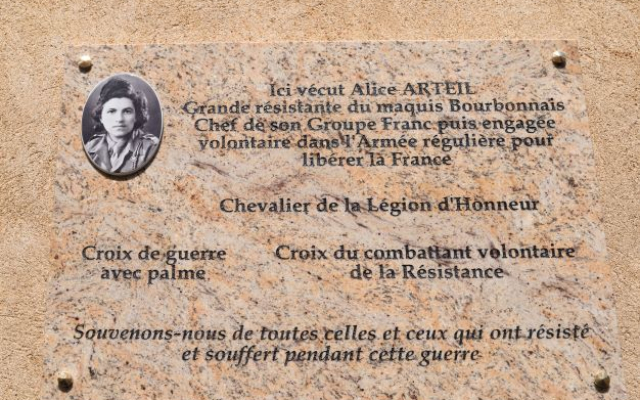 Ici vécut Alice ARTEIL
Grande résistante du maquis Bourbonnais
Chef de son Groupe Franc puis engagée
volontaire dans l'Armée régulière pour
libérer la France
Chevalier de la Légion d'Honneur
Croix de guerre
avec palme
Croix du combattant volontaire
de la Résistance
Souvenons-nous de toutes celles et ceux qui ont résisté
et souffert pendant cette guerre